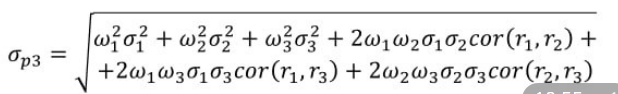 σp3 = √ω₁²σ₁² + ω₂²σ₂² + ω₃²σ₃² + 2ω₁ω₂σ₁σ₂cor(r₁,r₂) +
+2ω₁ω₃σ₁σ₃cor(r₁,r₃) + 2ω₂ω₃σ₂σ₃cor(r₂,r₃)